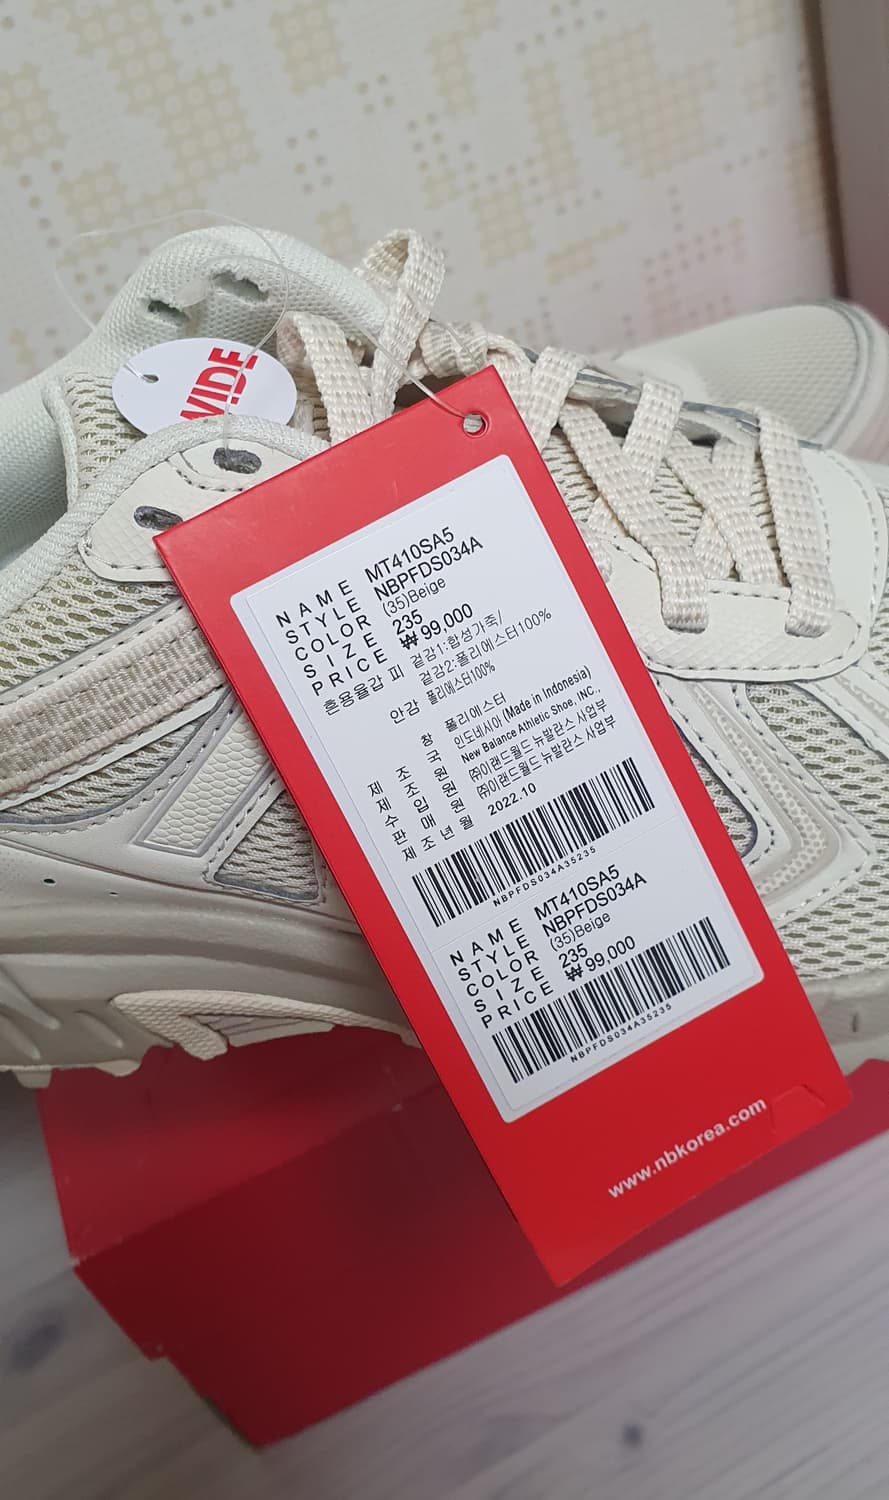 WIDE
NAME MT410SA5
STYLE NBPFDS034A
COLOR (35)Beige
SIZE 235
PRICE ₩99,000
혼용율갑 피 겉감1:합성가죽/
겉감2:폴리에스터100%
안감 폴리에스터100%
창 폴리에스터
제 조 국 인도네시아(Made in Indonesia)
제 조 원 New Balance Athletic Shoe, INC.,
수 입 원 ㈜이랜드월드 뉴발란스 사업부
판 매 원 ㈜이랜드월드 뉴발란스 사업부
제 조 년 월 2022.10
NBPFDS034A35235
NAME MT410SA5
STYLE NBPFDS034A
COLOR (35)Beige
SIZE 235
PRICE ₩99,000
NBPFDS034A35235
www.nbkorea.com